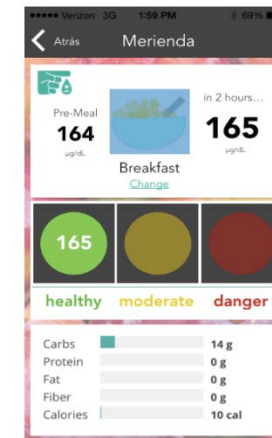 Verizon 3G 1:59 PM 69%
Atrás Merienda
Pre-Meal
164
µg/dL
Breakfast
Change
in 2 hours...
165
µg/dL
165
healthy moderate danger
Carbs 14 g
Protein 0 g
Fat 0 g
Fiber 0 g
Calories 10 cal